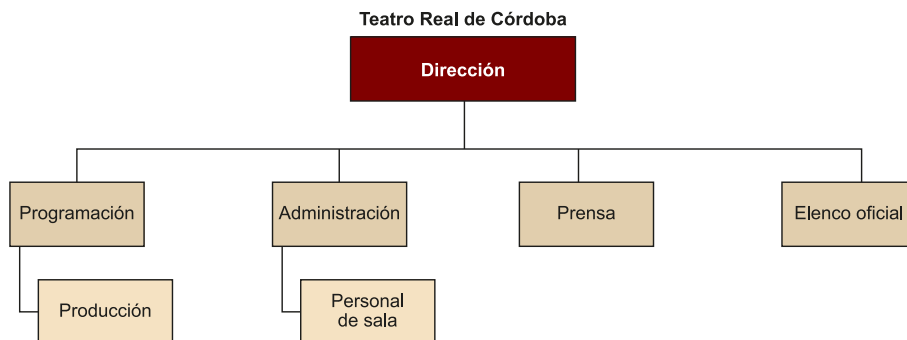 Teatro Real de Córdoba
Dirección
Programación
Administración
Prensa
Elenco oficial
Producción
Personal
de sala